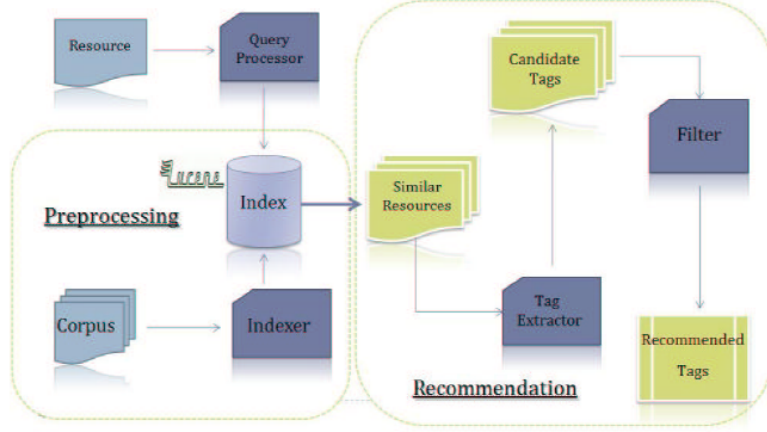 Resource
Query
Processor
Candidate
Tags
Filter
Lucene
Index
Preprocessing
Similar
Resources
Corpus
Indexer
Tag
Extractor
Recommended
Tags
Recommendation